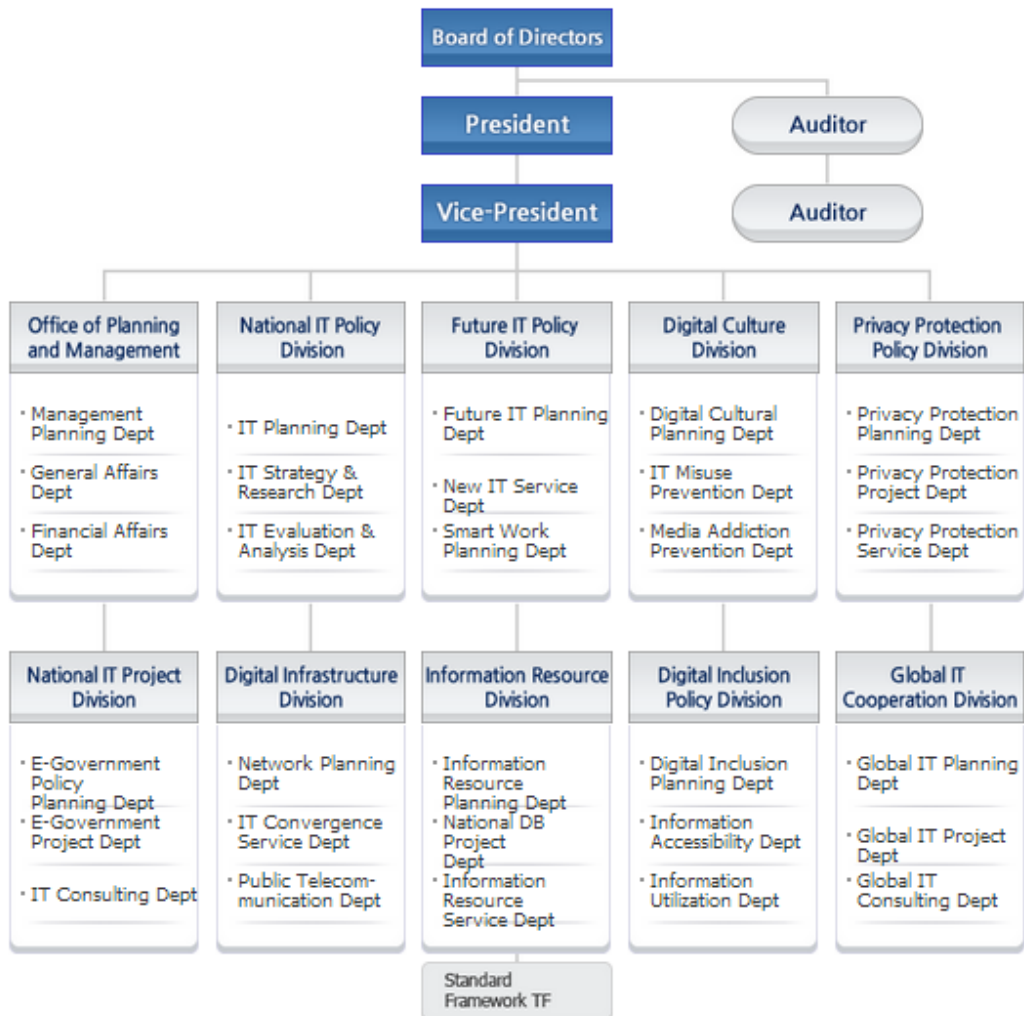 Board of Directors
President
Auditor
Vice-President
Auditor
Office of Planning
and Management
· Management
Planning Dept
· General Affairs
Dept
· Financial Affairs
Dept
National IT Policy
Division
· IT Planning Dept
· IT Strategy &
Research Dept
· IT Evaluation &
Analysis Dept
Future IT Policy
Division
· Future IT Planning
Dept
· New IT Service
Dept
· Smart Work
Planning Dept
Digital Culture
Division
· Digital Cultural
Planning Dept
· IT Misuse
Prevention Dept
· Media Addiction
Prevention Dept
Privacy Protection
Policy Division
· Privacy Protection
Planning Dept
· Privacy Protection
Project Dept
· Privacy Protection
Service Dept
National IT Project
Division
· E-Government
Policy
Planning Dept
· E-Government
Project Dept
· IT Consulting Dept
Digital Infrastructure
Division
· Network Planning
Dept
· IT Convergence
Service Dept
· Public Telecom-
munication Dept
Information Resource
Division
· Information
Resource
Planning Dept
· National DB
Project
Dept
· Information
Resource
Service Dept
Digital Inclusion
Policy Division
· Digital Inclusion
Planning Dept
· Information
Accessibility Dept
· Information
Utilization Dept
Global IT
Cooperation Division
· Global IT Planning
Dept
· Global IT Project
Dept
· Global IT
Consulting Dept
Standard
Framework TF